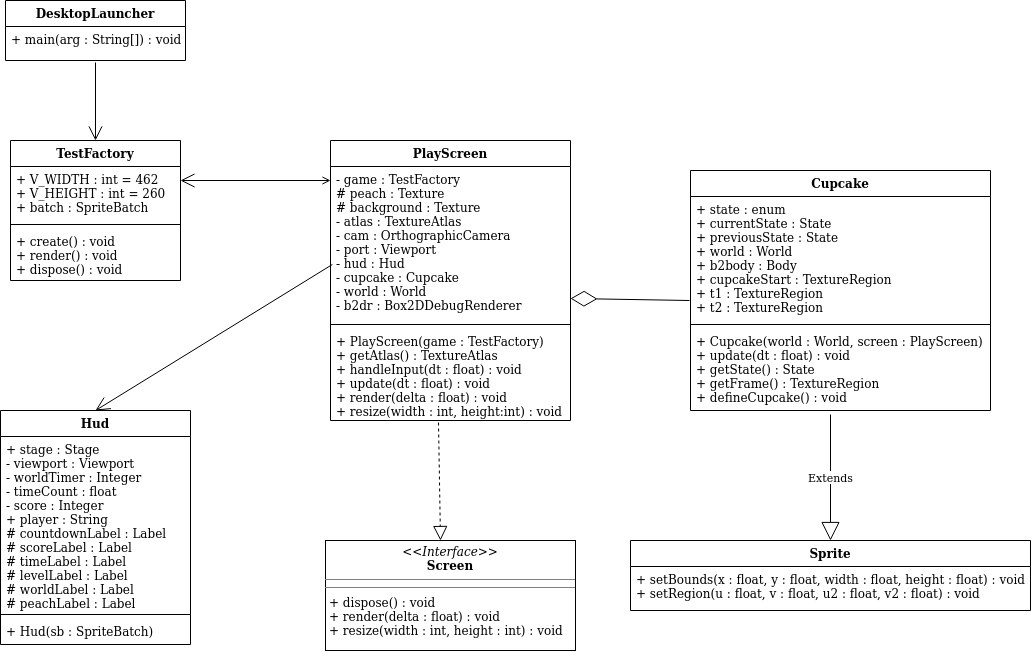 DesktopLauncher
+ main(arg : String[]) : void
TestFactory
+ V_WIDTH : int = 462
+ V_HEIGHT : int = 260
+ batch : SpriteBatch
+ create() : void
+ render() : void
+ dispose() : void
PlayScreen
- game : TestFactory
# peach : Texture
# background : Texture
- atlas : TextureAtlas
- cam : OrthographicCamera
- port : Viewport
- hud : Hud
- cupcake : Cupcake
- world : World
- b2dr : Box2DDebugRenderer
+ PlayScreen(game : TestFactory)
+ getAtlas() : TextureAtlas
+ handleInput(dt : float) : void
+ update(dt : float) : void
+ render(delta : float) : void
+ resize(width : int, height:int) : void
Cupcake
+ state : enum
+ currentState : State
+ previousState : State
+ world : World
+ b2body : Body
+ cupcakeStart : TextureRegion
+ t1 : TextureRegion
+ t2 : TextureRegion
+ Cupcake(world : World, screen : PlayScreen)
+ update(dt : float) : void
+ getState() : State
+ getFrame() : TextureRegion
+ defineCupcake() : void
Hud
+ stage : Stage
- viewport : Viewport
- worldTimer : Integer
- timeCount : float
- score : Integer
+ player : String
# countdownLabel : Label
# scoreLabel : Label
# timeLabel : Label
# levelLabel : Label
# worldLabel : Label
# peachLabel : Label
+ Hud(sb : SpriteBatch)
<<Interface>>
Screen
+ dispose() : void
+ render(delta : float) : void
+ resize(width : int, height : int) : void
Extends
Sprite
+ setBounds(x : float, y : float, width : float, height : float) : void
+ setRegion(u : float, v : float, u2 : float, v2 : float) : void